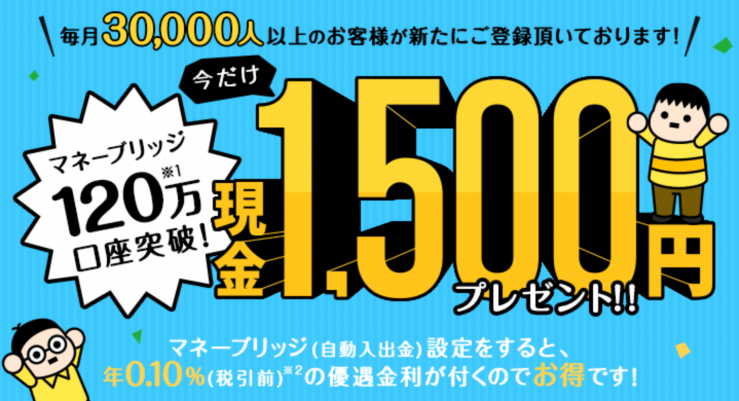 毎月30,000人以上のお客様が新たにご登録頂いております!
今だけ
マネーブリッジ
120万※1
口座突破!
現金
1,500円
プレゼント!!
マネーブリッジ(自動入出金)設定をすると、
年0.10%(税引前)※2の優遇金利が付くのでお得です!